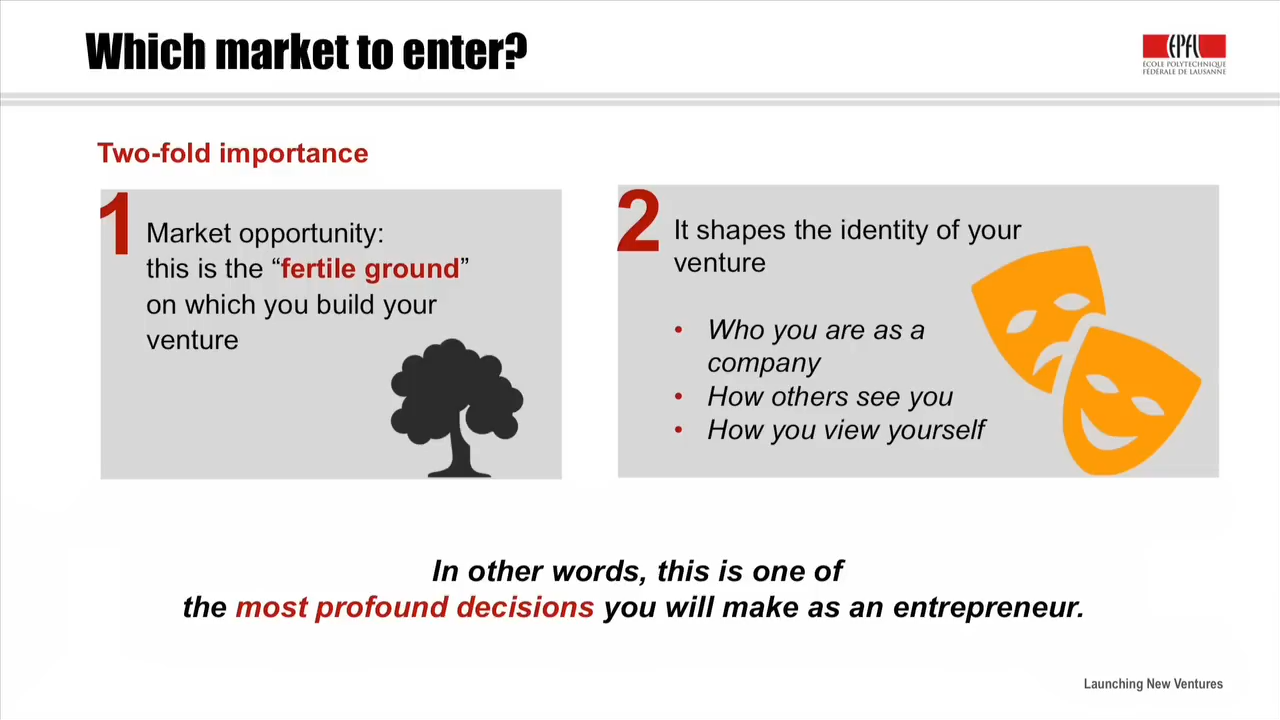 Which market to enter?
EPFL
ÉCOLE POLYTECHNIQUE
FÉDÉRALE DE LAUSANNE
Two-fold importance
1
Market opportunity:
this is the “fertile ground”
on which you build your
venture
2
It shapes the identity of your
venture
• Who you are as a
company
• How others see you
• How you view yourself
In other words, this is one of
the most profound decisions you will make as an entrepreneur.
Launching New Ventures